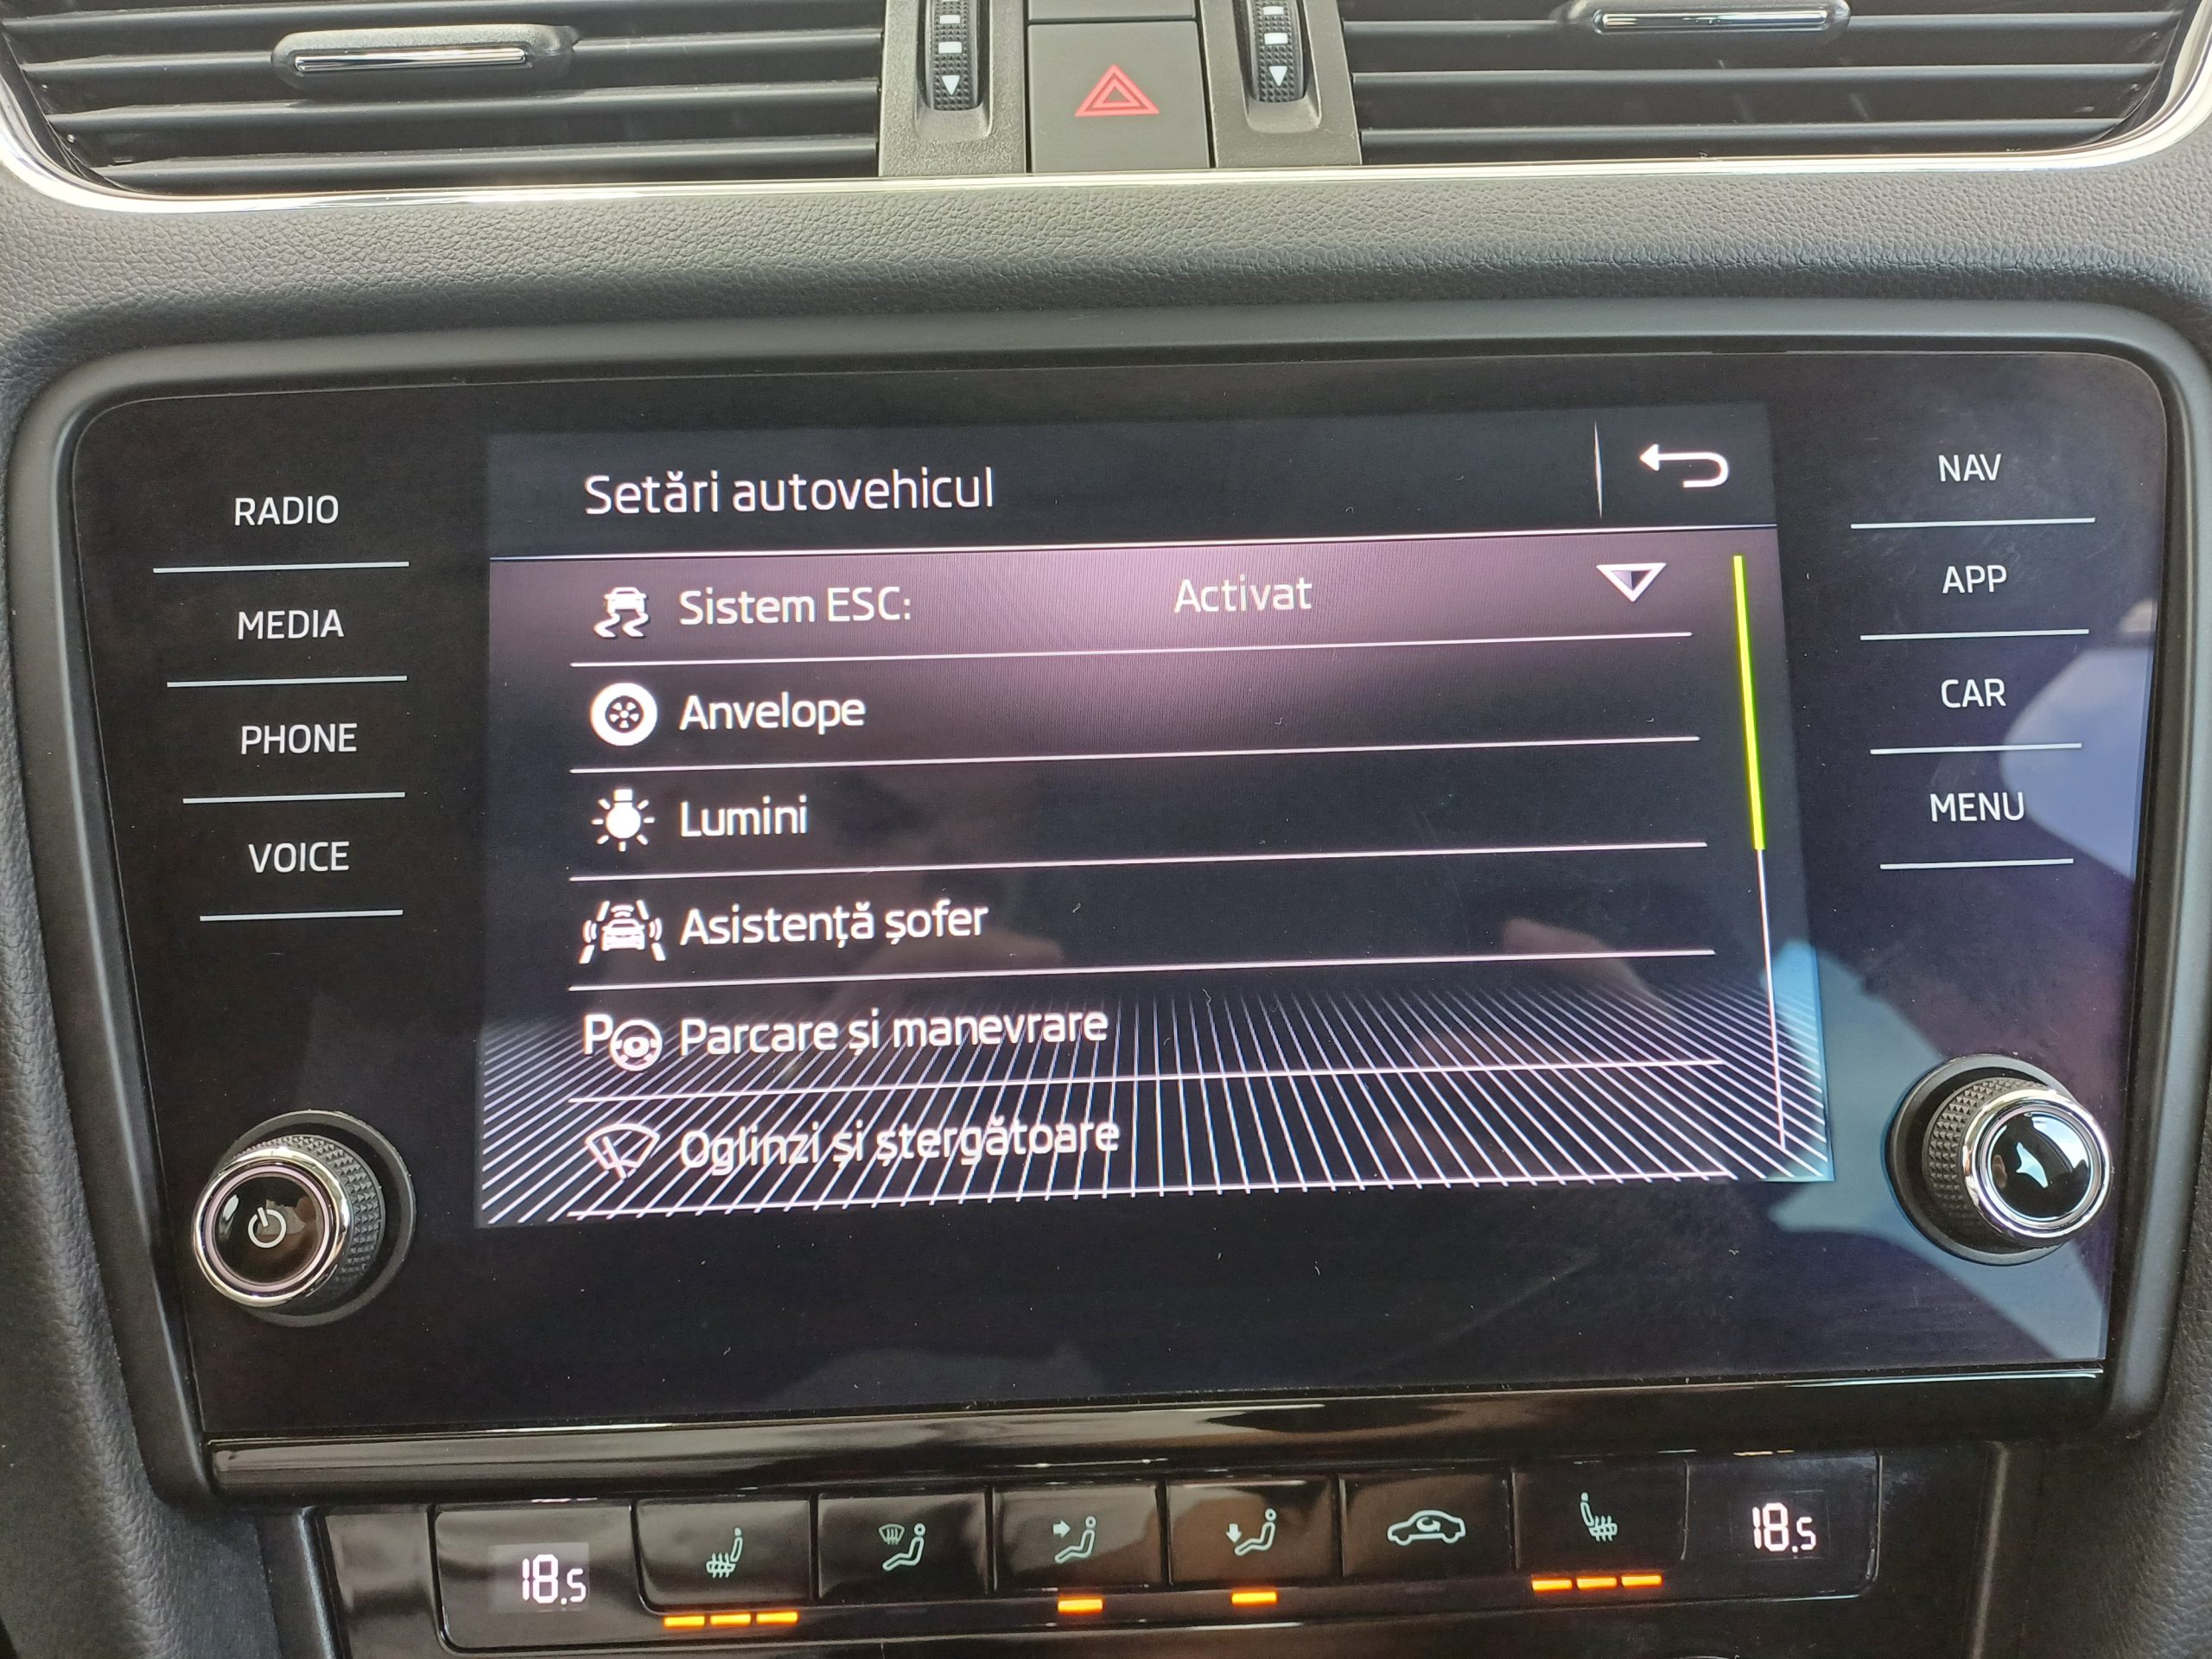 RADIO
MEDIA
PHONE
VOICE
Setări autovehicul
Sistem ESC: Activat
Anvelope
Lumini
Asistență șofer
P Parcare și manevrare
Oglinzi și ștergătoare
NAV
APP
CAR
MENU
18.5
18.5